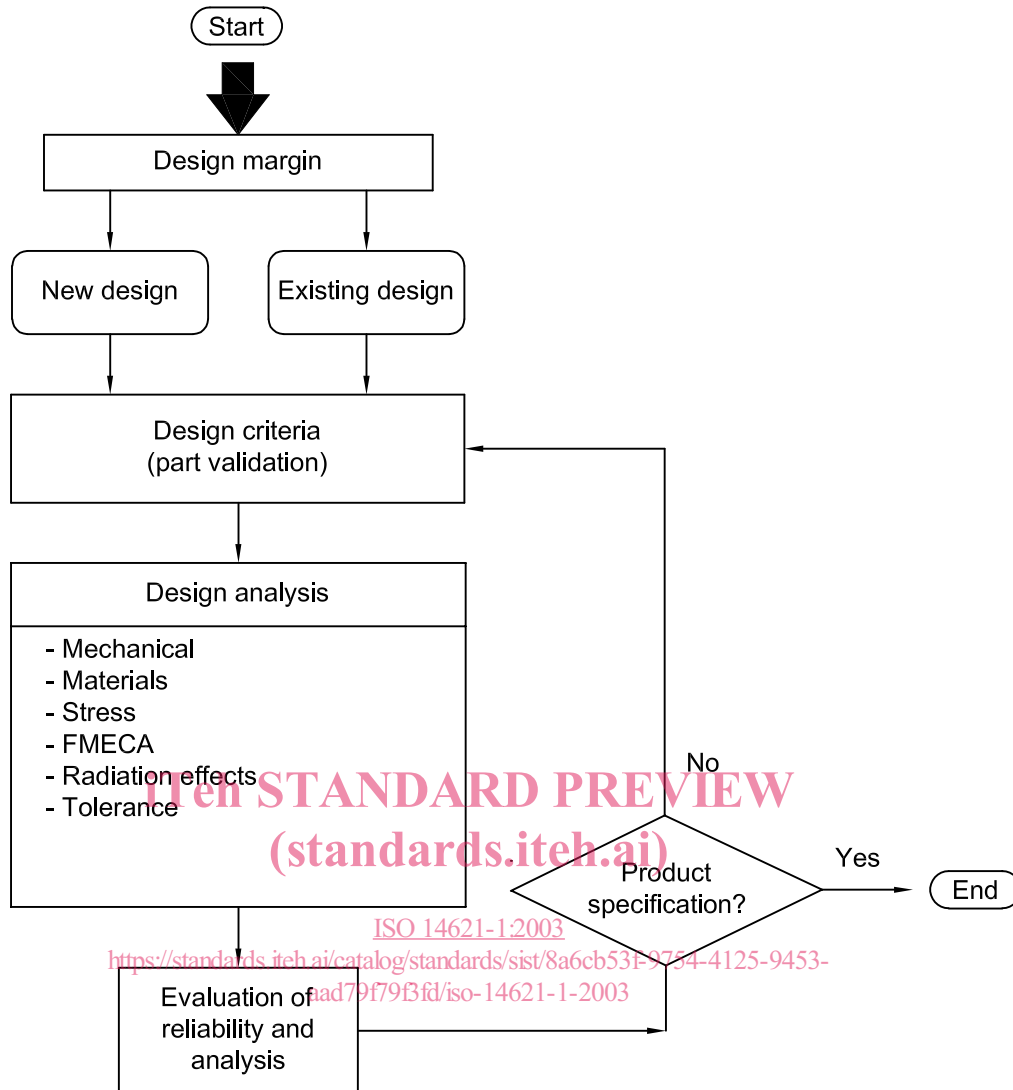 Start
Design margin
New design
Existing design
Design criteria
(part validation)
Design analysis
- Mechanical
- Materials
- Stress
- FMECA
- Radiation effects
- Tolerance
No
iTeh STANDARD PREVIEW
(standards.iteh.ai)
Product
specification?
Yes
End
ISO 14621-1:2003
https://standards.iteh.ai/catalog/standards/sist/8a6cb53f-9754-4125-9453-
aad79f79f3fd/iso-14621-1-2003
Evaluation of
reliability and
analysis